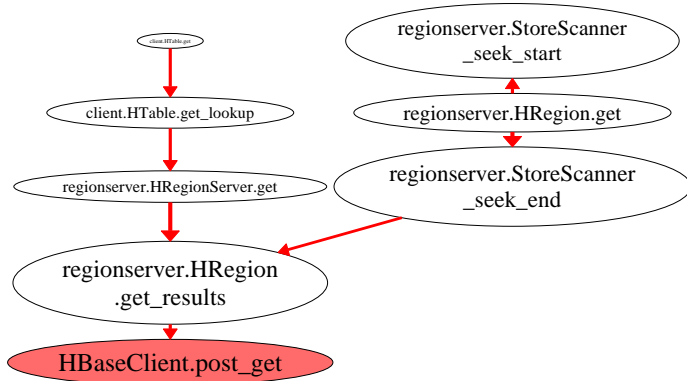 client.HTable.get
regionserver.StoreScanner
_seek_start
client.HTable.get_lookup
regionserver.HRegion.get
regionserver.HRegionServer.get
regionserver.StoreScanner
_seek_end
regionserver.HRegion
.get_results
HBaseClient.post_get